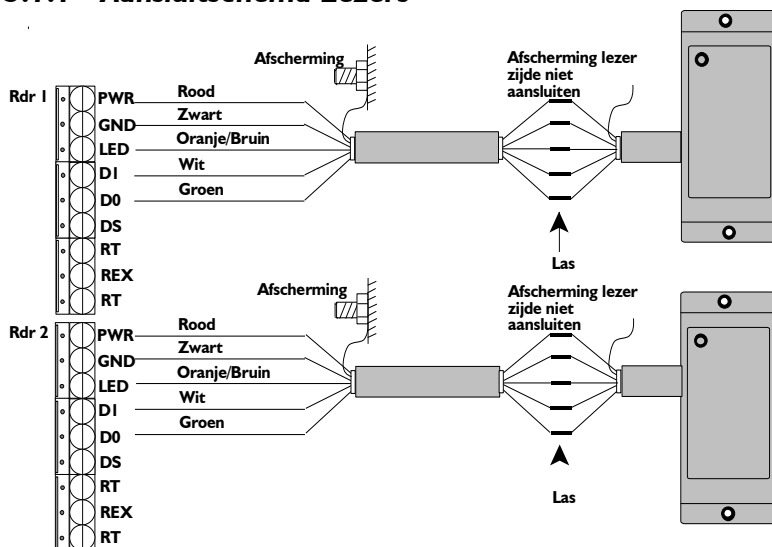 Aansluitschema Lezers
Afscherming
Afscherming lezer
zijde niet
aansluiten
Rdr 1
PWR
Rood
GND
Zwart
LED
Oranje/Bruin
D1
Wit
D0
Groen
DS
RT
REX
RT
Las
Afscherming
Afscherming lezer
zijde niet
aansluiten
Rdr 2
PWR
Rood
GND
Zwart
LED
Oranje/Bruin
D1
Wit
D0
Groen
DS
RT
REX
RT
Las